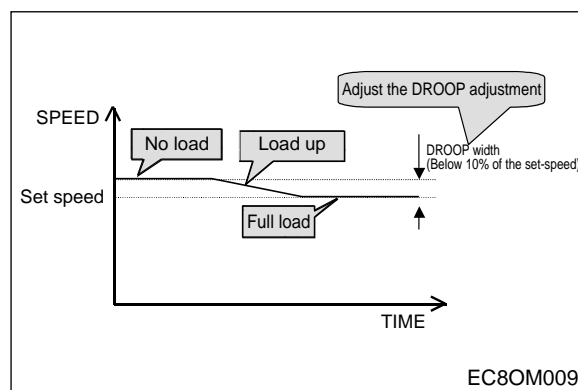 Adjust the DROOP adjustment
SPEED
No load
Load up
DROOP width
(Below 10% of the set-speed)
Set speed
Full load
TIME
EC8OM009